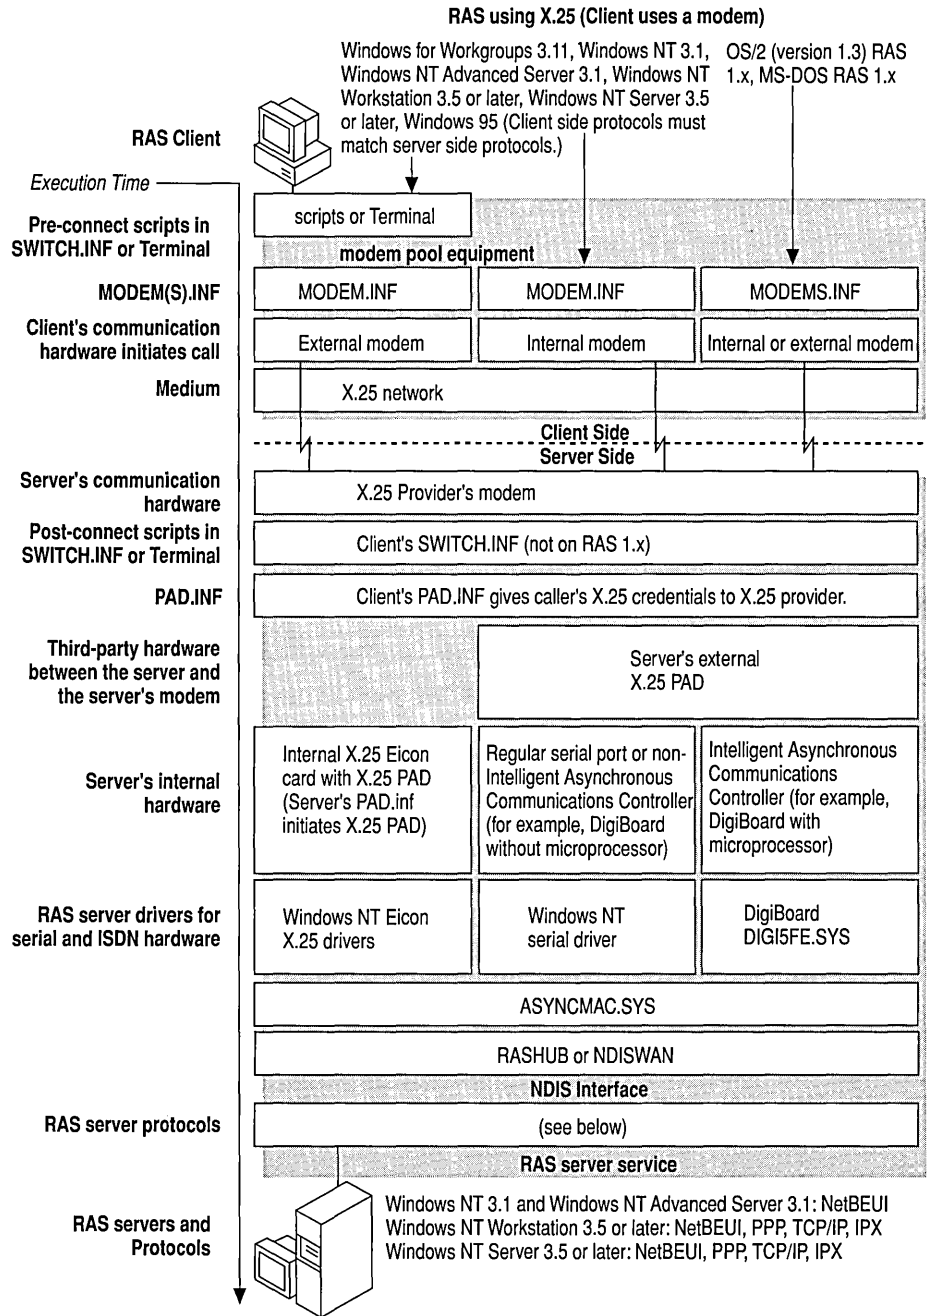 RAS using X.25 (Client uses a modem)
Windows for Workgroups 3.11, Windows NT 3.1,
Windows NT Advanced Server 3.1, Windows NT
Workstation 3.5 or later, Windows NT Server 3.5
or later, Windows 95 (Client side protocols must
match server side protocols.)
OS/2 (version 1.3) RAS
1.x, MS-DOS RAS 1.x
RAS Client
Execution Time
Pre-connect scripts in
SWITCH.INF or Terminal
scripts or Terminal
modem pool equipment
MODEM(S).INF
MODEM.INF
MODEM.INF
MODEMS.INF
Client's communication
hardware initiates call
External modem
Internal modem
Internal or external modem
Medium
X.25 network
Client Side
Server Side
Server's communication
hardware
X.25 Provider's modem
Post-connect scripts in
SWITCH.INF or Terminal
Client's SWITCH.INF (not on RAS 1.x)
PAD.INF
Client's PAD.INF gives caller's X.25 credentials to X.25 provider.
Third-party hardware
between the server and
the server's modem
Server's external
X.25 PAD
Server's internal
hardware
Internal X.25 Eicon
card with X.25 PAD
(Server's PAD.inf
initiates X.25 PAD)
Regular serial port or non-
Intelligent Asynchronous
Communications Controller
(for example, DigiBoard
without microprocessor)
Intelligent Asynchronous
Communications
Controller (for example,
DigiBoard with
microprocessor)
RAS server drivers for
serial and ISDN hardware
Windows NT Eicon
X.25 drivers
Windows NT
serial driver
DigiBoard
DIGI5FE.SYS
ASYNCMAC.SYS
RASHUB or NDISWAN
NDIS Interface
RAS server protocols
(see below)
RAS server service
RAS servers and
Protocols
Windows NT 3.1 and Windows NT Advanced Server 3.1: NetBEUI
Windows NT Workstation 3.5 or later: NetBEUI, PPP, TCP/IP, IPX
Windows NT Server 3.5 or later: NetBEUI, PPP, TCP/IP, IPX